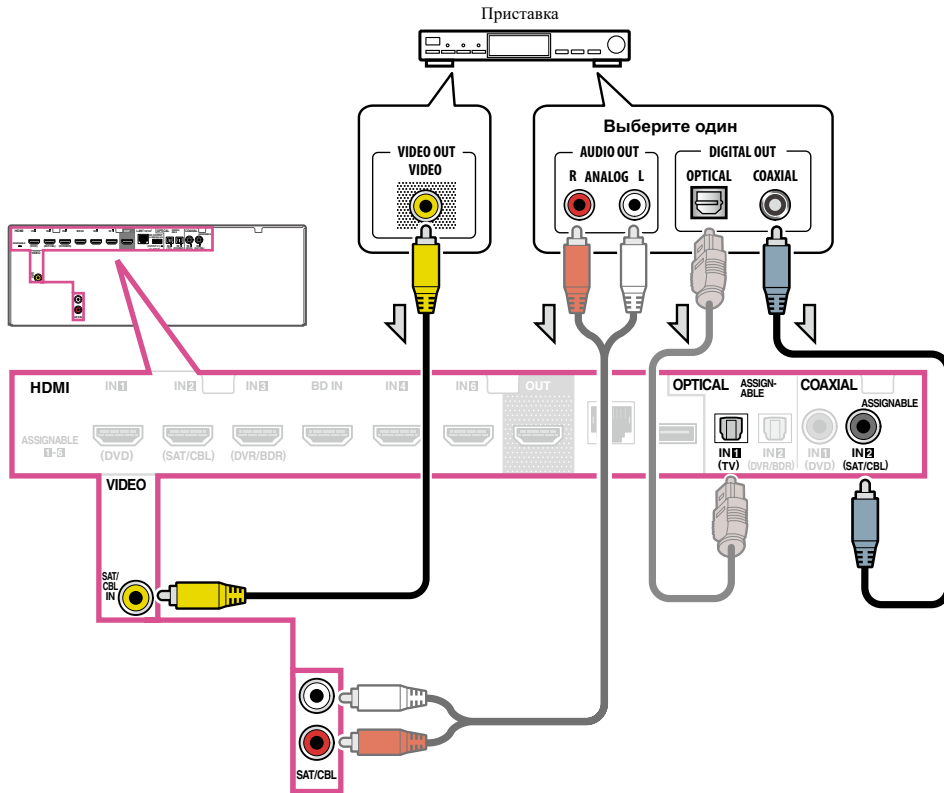 Приставка
Выберите один
VIDEO OUT
VIDEO
AUDIO OUT
R ANALOG L
DIGITAL OUT
OPTICAL COAXIAL
HDMI
IN1 IN2 IN3 BD IN IN4 IN6 OUT
ASSIGNABLE
1-6
(DVD) (SAT/CBL) (DVR/BDR)
OPTICAL
ASSIGN-
ABLE
IN1
(TV)
IN2
(DVR/BDR)
COAXIAL
ASSIGNABLE
IN1
(DVD)
IN2
(SAT/CBL)
VIDEO
SAT/
CBL
IN
SAT/CBL